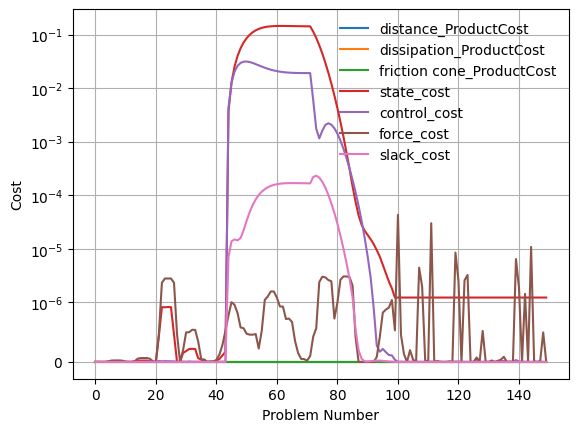 distance_ProductCost
dissipation_ProductCost
friction cone_ProductCost
state_cost
control_cost
force_cost
slack_cost
10⁻¹
10⁻²
10⁻³
10⁻⁴
10⁻⁵
10⁻⁶
0
Cost
0 20 40 60 80 100 120 140
Problem Number